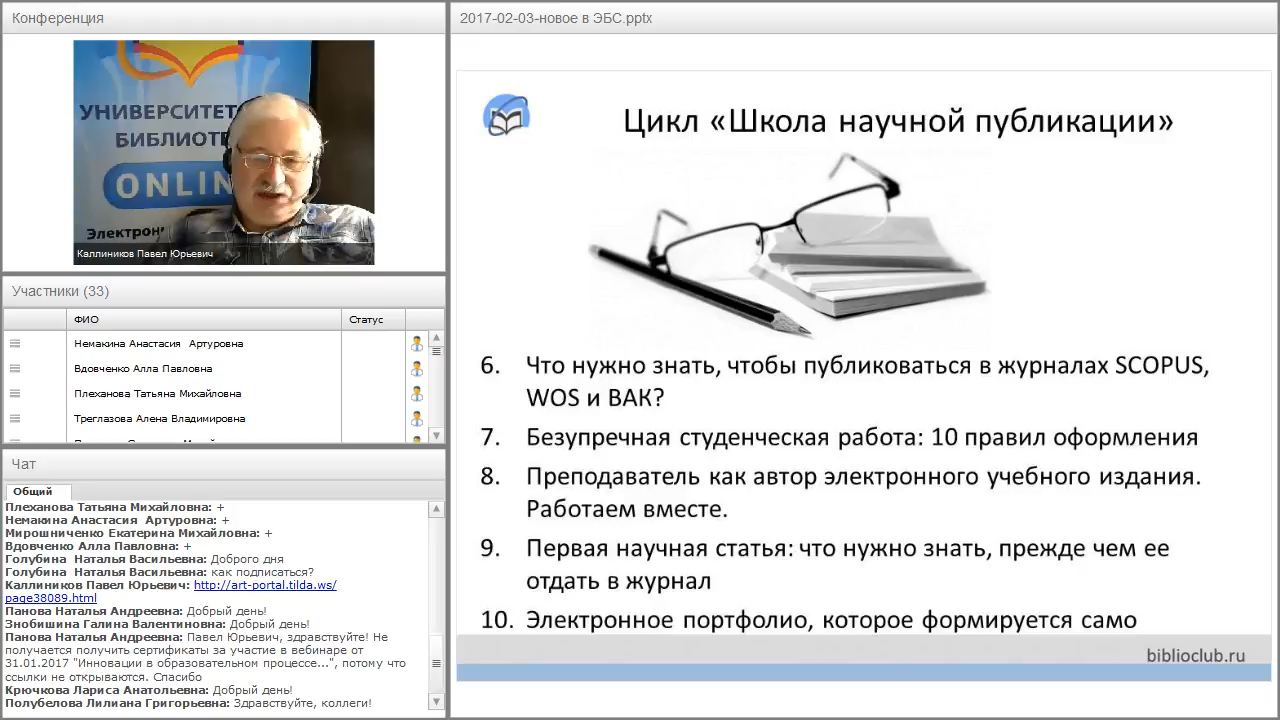 Конференция
УНИВЕРСИТЕТ
БИБЛИОТЕ
ONLIN
Электрон
Каллиников Павел Юрьевич
Участники (33)
ФИО
Статус
Немакина Анастасия Артуровна
Вдовченко Алла Павловна
Плеханова Татьяна Михайловна
Треглазова Алена Владимировна
Чат
Общий
Плеханова Татьяна Михайловна: +
Немакина Анастасия Артуровна: +
Мирошниченко Екатерина Михайловна: +
Вдовченко Алла Павловна: +
Голубина Наталья Васильевна: Доброго дня
Голубина Наталья Васильевна: как подписаться?
Каллиников Павел Юрьевич: http://art-portal.tilda.ws/
page38089.html
Панова Наталья Андреевна: Добрый день!
Знобишина Галина Валентиновна: Добрый день!
Панова Наталья Андреевна: Павел Юрьевич, здравствуйте! Не
получается получить сертификаты за участие в вебинаре от
31.01.2017 "Инновации в образовательном процессе...", потому что
ссылки не открываются. Спасибо
Крючкова Лариса Анатольевна: Добрый день!
Полубелова Лилиана Григорьевна: Здравствуйте, коллеги!
2017-02-03-новое в ЭБС.pptx
Цикл «Школа научной публикации»
6. Что нужно знать, чтобы публиковаться в журналах SCOPUS,
WOS и ВАК?
7. Безупречная студенческая работа: 10 правил оформления
8. Преподаватель как автор электронного учебного издания.
Работаем вместе.
9. Первая научная статья: что нужно знать, прежде чем ее
отдать в журнал
10. Электронное портфолио, которое формируется само
biblioclub.ru